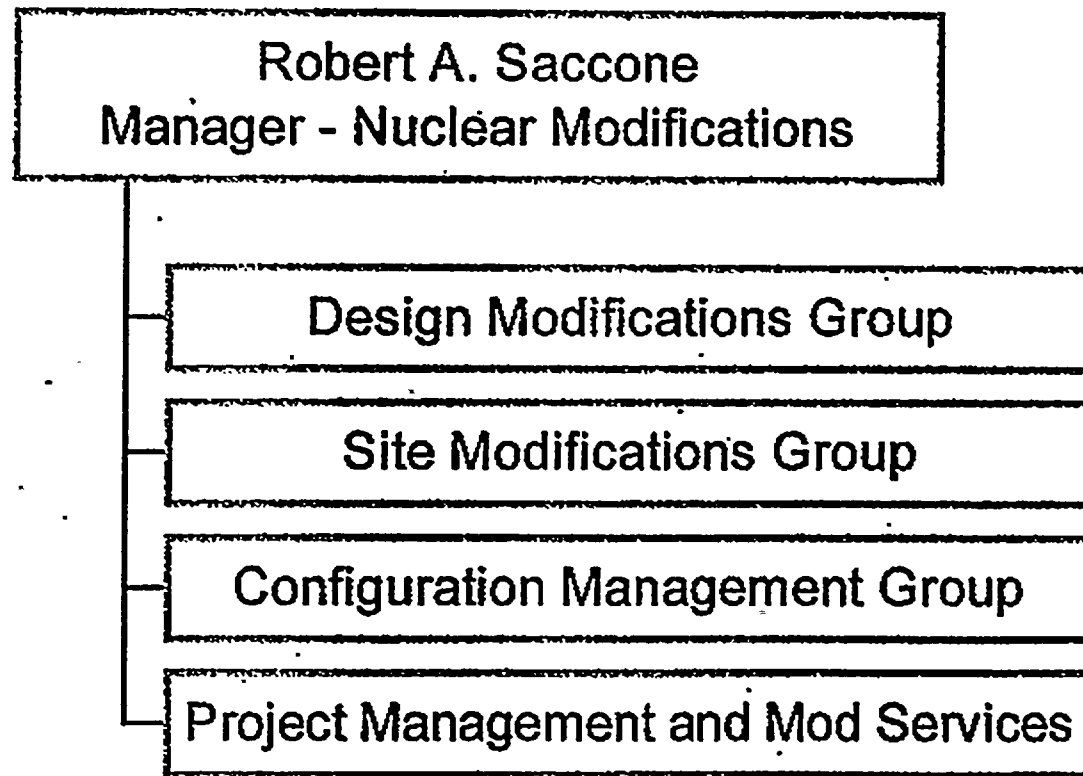 Robert A. Saccone
Manager - Nuclear Modifications
Design Modifications Group
Site Modifications Group
Configuration Management Group
Project Management and Mod Services